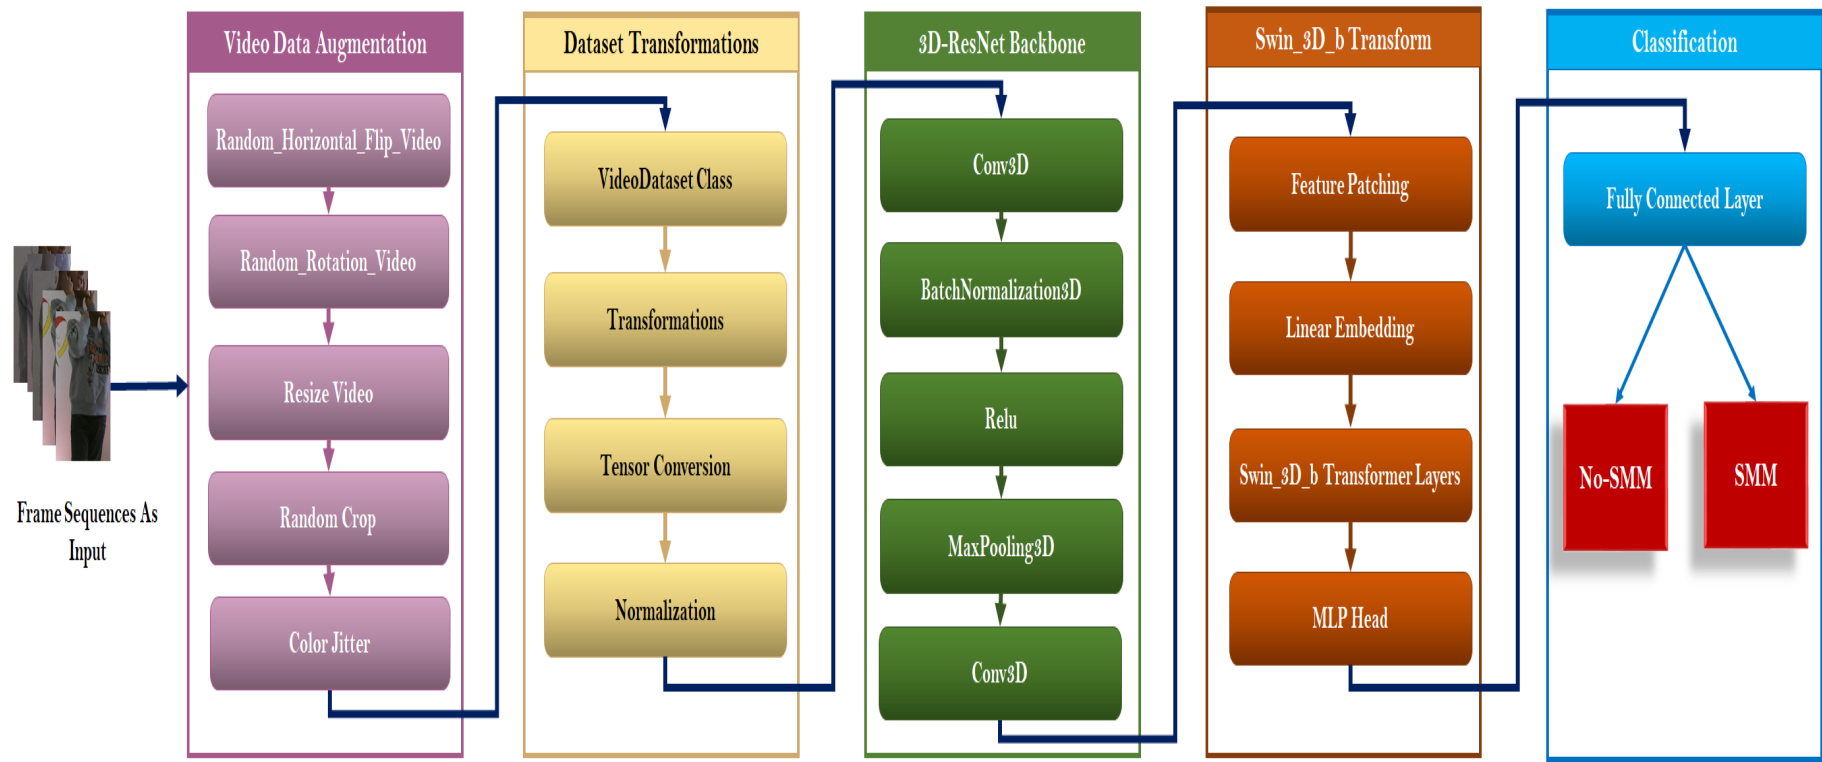 Frame Sequences As
Input
Video Data Augmentation
Random_Horizontal_Flip_Video
Random_Rotation_Video
Resize Video
Random Crop
Color Jitter
Dataset Transformations
VideoDataset Class
Transformations
Tensor Conversion
Normalization
3D-ResNet Backbone
Conv3D
BatchNormalization3D
Relu
MaxPooling3D
Conv3D
Swin_3D_b Transform
Feature Patching
Linear Embedding
Swin_3D_b Transformer Layers
MLP Head
Classification
Fully Connected Layer
No-SMM
SMM